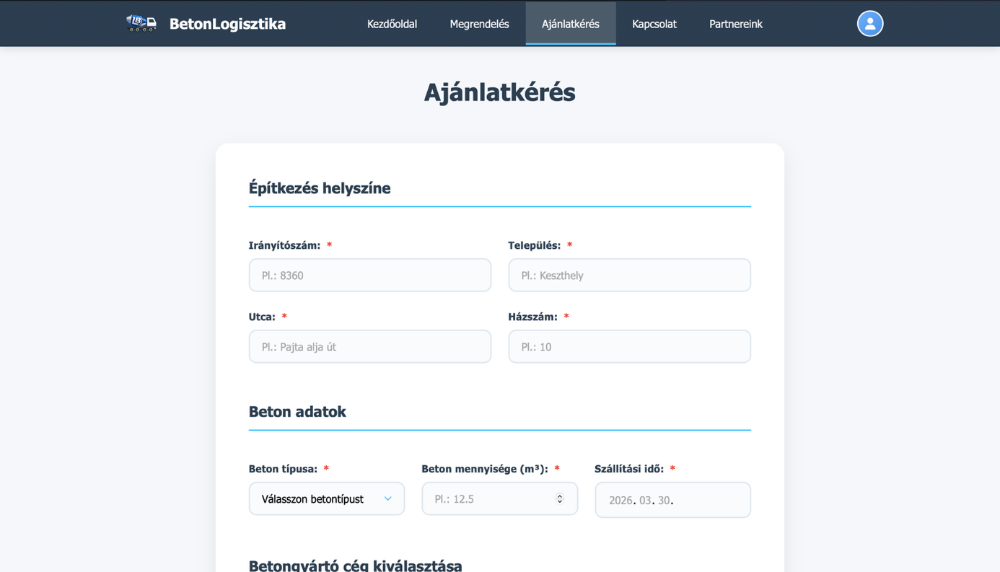 BetonLogisztika Kezdőoldal Megrendelés Ajánlatkérés Kapcsolat Partnereink
Ajánlatkérés
Építkezés helyszíne
Irányítószám: * Település: *
Pl.: 8360 Pl.: Keszthely
Utca: * Házszám: *
Pl.: Pajta alja út Pl.: 10
Beton adatok
Beton típusa: * Beton mennyisége (m³): * Szállítási idő: *
Válasszon betontípust Pl.: 12.5 2026. 03. 30.
Betongyártó cég kiválasztása